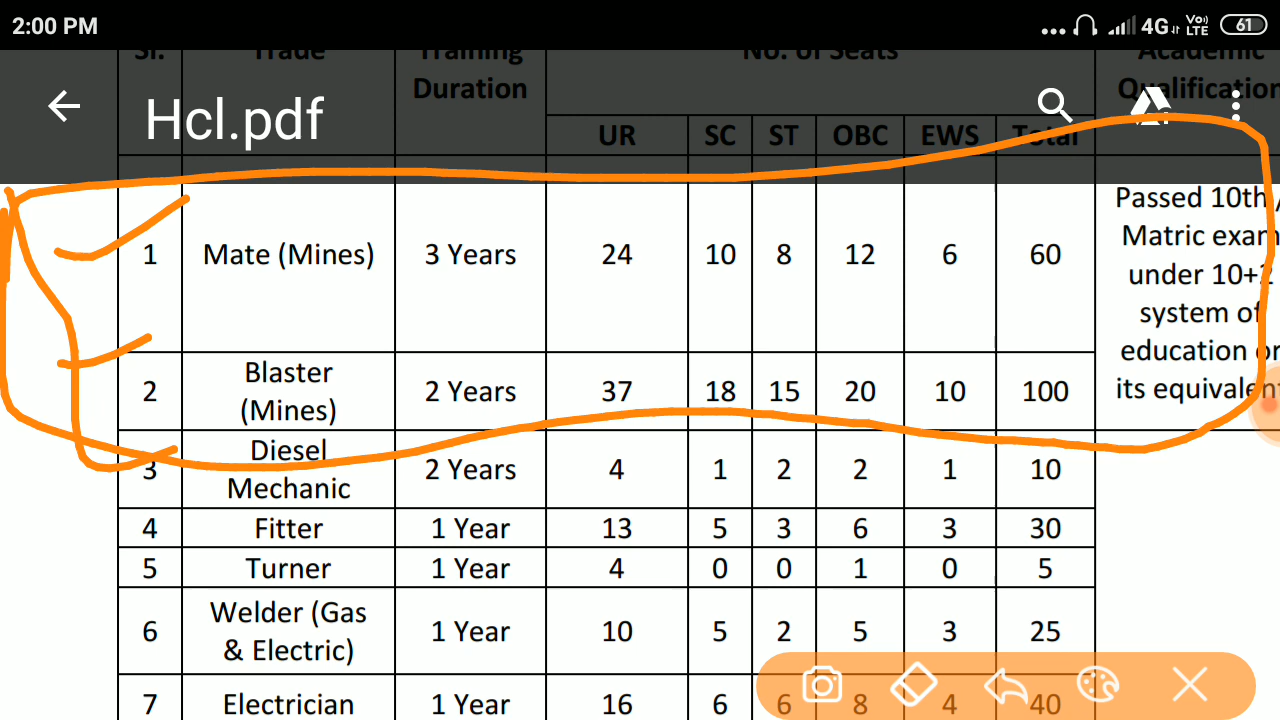 2:00 PM
4G Vo) LTE 61
Sr. Trade Training Duration No. of Seats Academic Qualification
Hcl.pdf
UR SC ST OBC EWS Total
1 Mate (Mines) 3 Years 24 10 8 12 6 60
Passed 10th /
Matric exam
under 10+2
system of
education or
its equivalent
2 Blaster (Mines) 2 Years 37 18 15 20 10 100
3 Diesel Mechanic 2 Years 4 1 2 2 1 10
4 Fitter 1 Year 13 5 3 6 3 30
5 Turner 1 Year 4 0 0 1 0 5
6 Welder (Gas & Electric) 1 Year 10 5 2 5 3 25
7 Electrician 1 Year 16 6 6 8 4 40